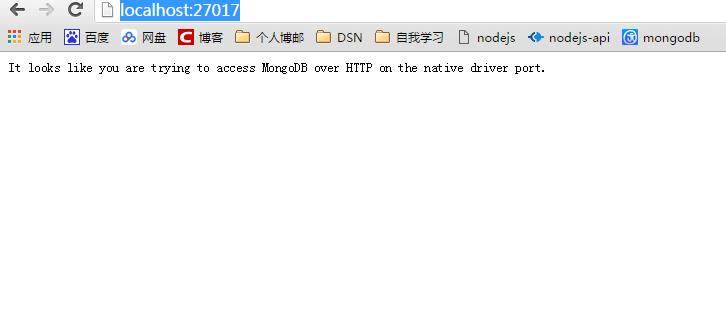 localhost:27017
应用 百度 网盘 博客 个人博邮 DSN 自我学习 nodejs nodejs-api mongodb
It looks like you are trying to access MongoDB over HTTP on the native driver port.